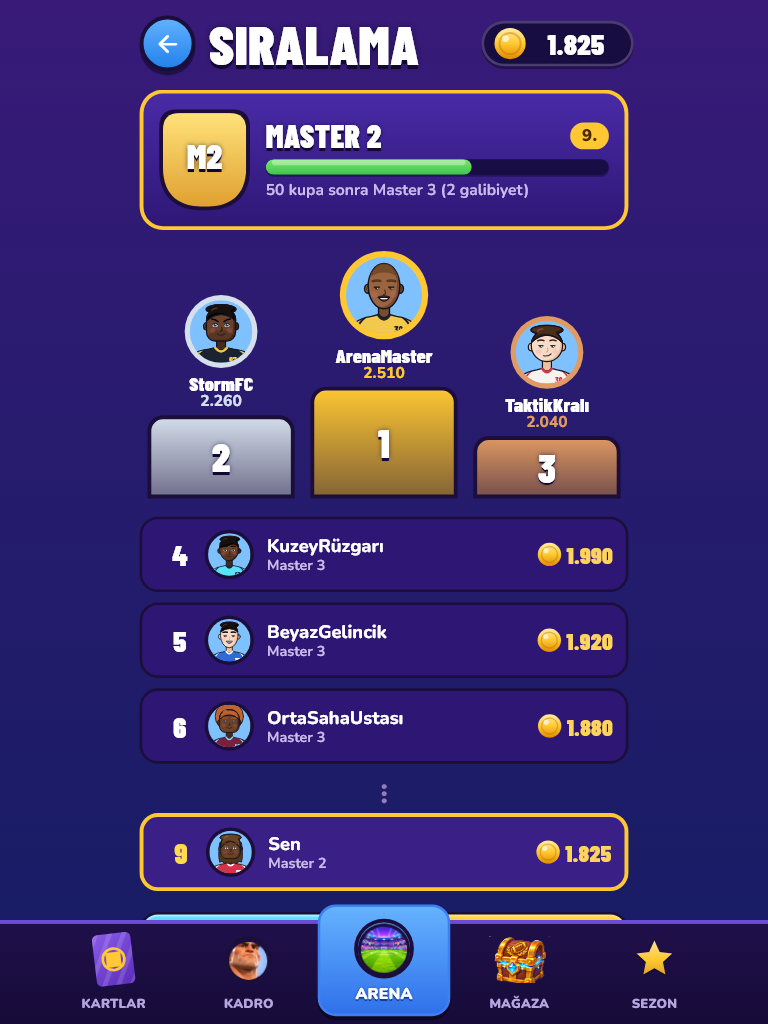 SIRALAMA
1.825
M2
MASTER 2
9.
50 kupa sonra Master 3 (2 galibiyet)
ArenaMaster
2.510
StormFC
2.260
TaktikKralı
2.040
2
1
3
4
KuzeyRüzgarı
Master 3
1.990
5
BeyazGelincik
Master 3
1.920
6
OrtaSahaUstası
Master 3
1.880
9
Sen
Master 2
1.825
KARTLAR
KADRO
ARENA
MAĞAZA
SEZON